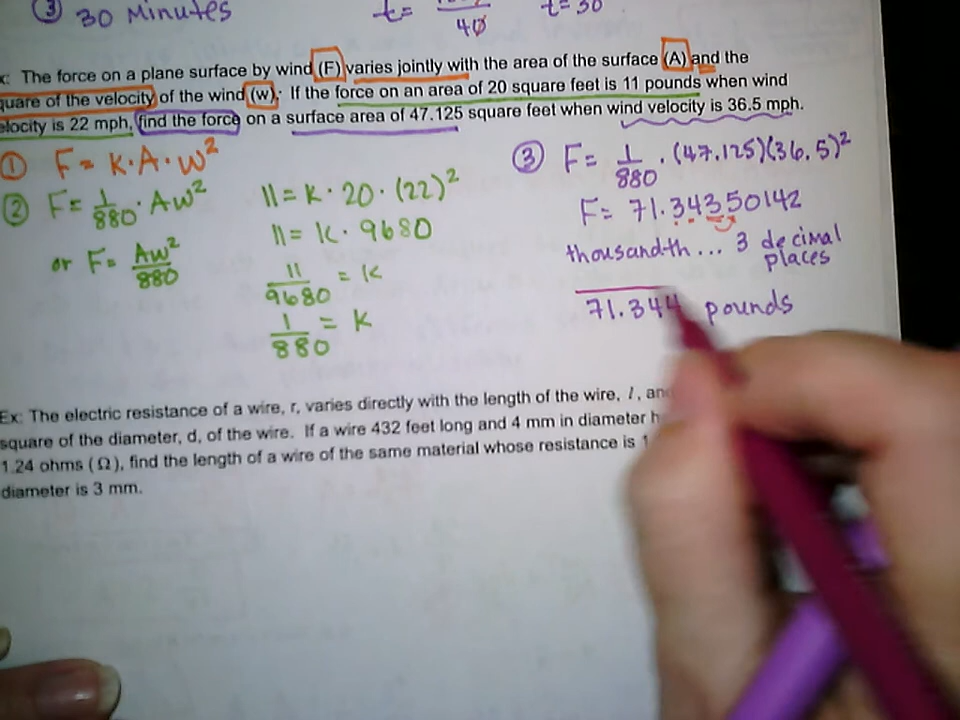 ③ 30 Minutes
t = 40
t = 30
: The force on a plane surface by wind (F) varies jointly with the area of the surface (A) and the
quare of the velocity of the wind (w). If the force on an area of 20 square feet is 11 pounds when wind
elocity is 22 mph, find the force on a surface area of 47.125 square feet when wind velocity is 36.5 mph.
① F = K · A · w²
② F = 1/880 · Aw²
or F = Aw²/880
11 = K · 20 · (22)²
11 = K · 9680
11/9680 = K
1/880 = K
③ F = 1/880 · (47.125)(36.5)²
F = 71.34350142
thousandth ... 3 decimal
places
71.344 pounds
Ex: The electric resistance of a wire, r, varies directly with the length of the wire, l, an
square of the diameter, d, of the wire. If a wire 432 feet long and 4 mm in diameter h
1.24 ohms (Ω), find the length of a wire of the same material whose resistance is 1
diameter is 3 mm.